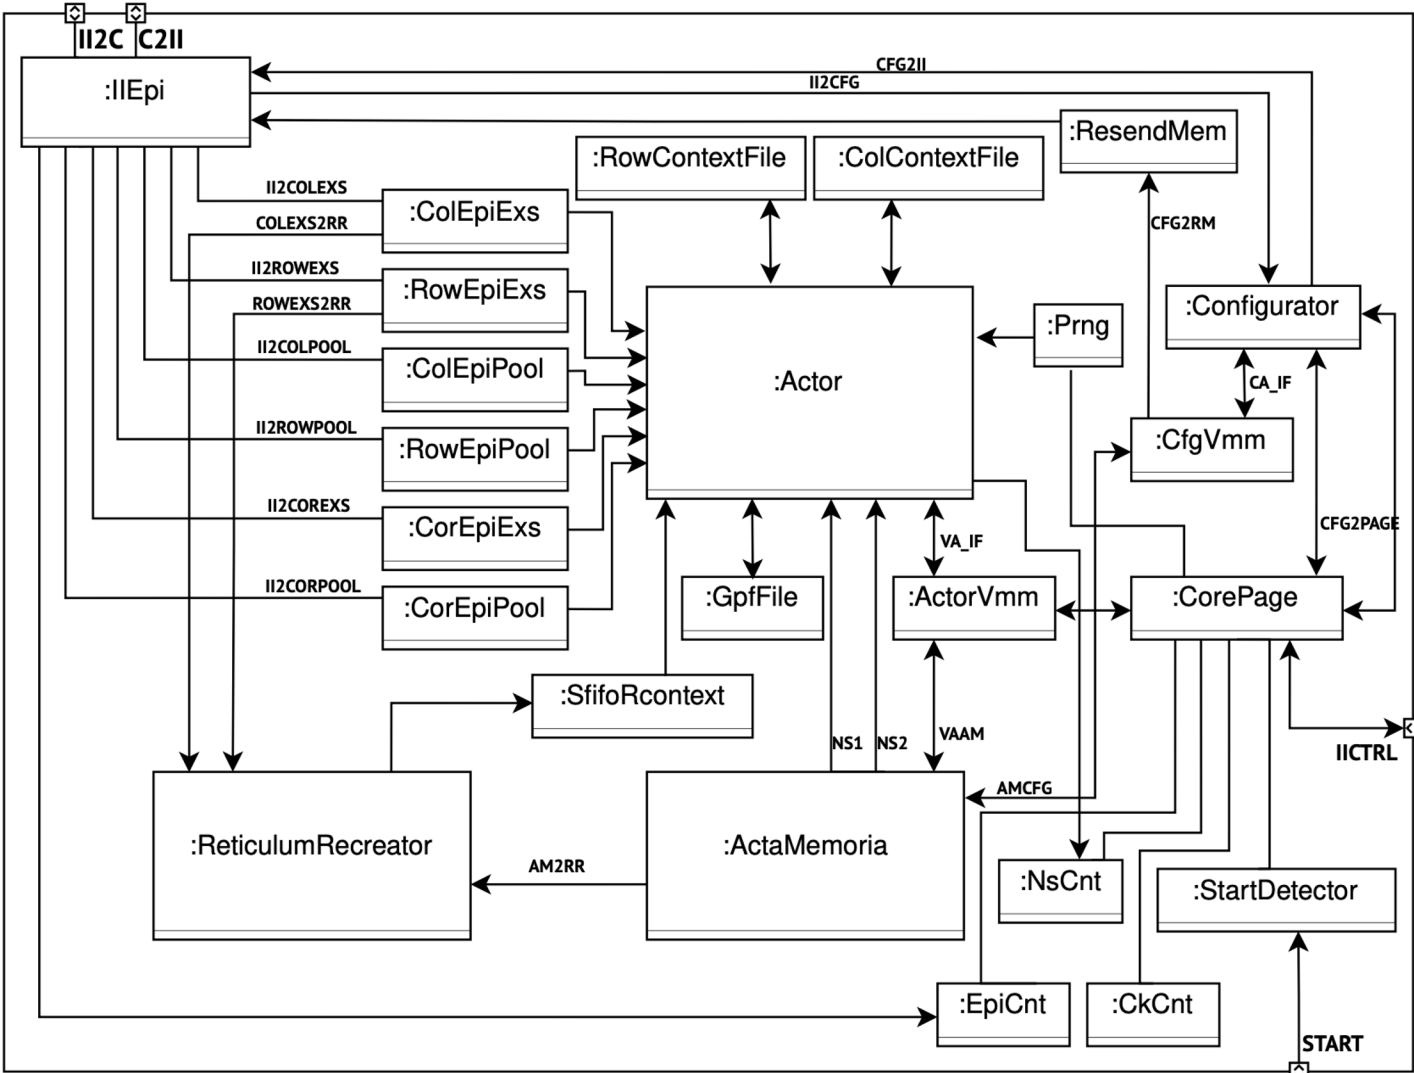 II2C C2II
:IIEpi
CFG2II
II2CFG
:ResendMem
:RowContextFile
:ColContextFile
II2COLEXS
:ColEpiExs
COLEXS2RR
CFG2RM
II2ROWEXS
:RowEpiExs
ROWEXS2RR
:Configurator
:Prng
II2COLPOOL
:ColEpiPool
:Actor
CA_IF
II2ROWPOOL
:RowEpiPool
:CfgVmm
II2COREXS
:CorEpiExs
CFG2PAGE
VA_IF
II2CORPOOL
:CorEpiPool
:GpfFile
:ActorVmm
:CorePage
:SfifoRcontext
NS1
NS2
VAAM
IICTRL
AMCFG
:ReticulumRecreator
:ActaMemoria
AM2RR
:NsCnt
:StartDetector
:EpiCnt
:CkCnt
START